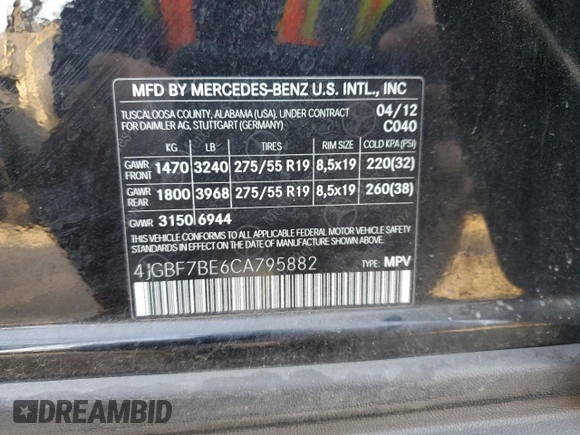 MFD BY MERCEDES-BENZ U.S. INTL., INC
TUSCALOOSA COUNTY, ALABAMA (USA), UNDER CONTRACT 04/12
FOR DAIMLER AG, STUTTGART (GERMANY) C040
KG LB TIRE SIZE RIM SIZE COLD KPA (PSI)
GAWR FRONT 1470 3240 275/55 R19 8,5x19 220(32)
GAWR REAR 1800 3968 275/55 R19 8,5x19 260(38)
GVWR 3150 6944
THIS VEHICLE CONFORMS TO ALL APPLICABLE FEDERAL MOTOR VEHICLE SAFETY
STANDARDS IN EFFECT ON THE DATE OF MANUFACTURE SHOWN ABOVE.
4JGBF7BE6CA795882 TYPE: MPV
DREAMBID